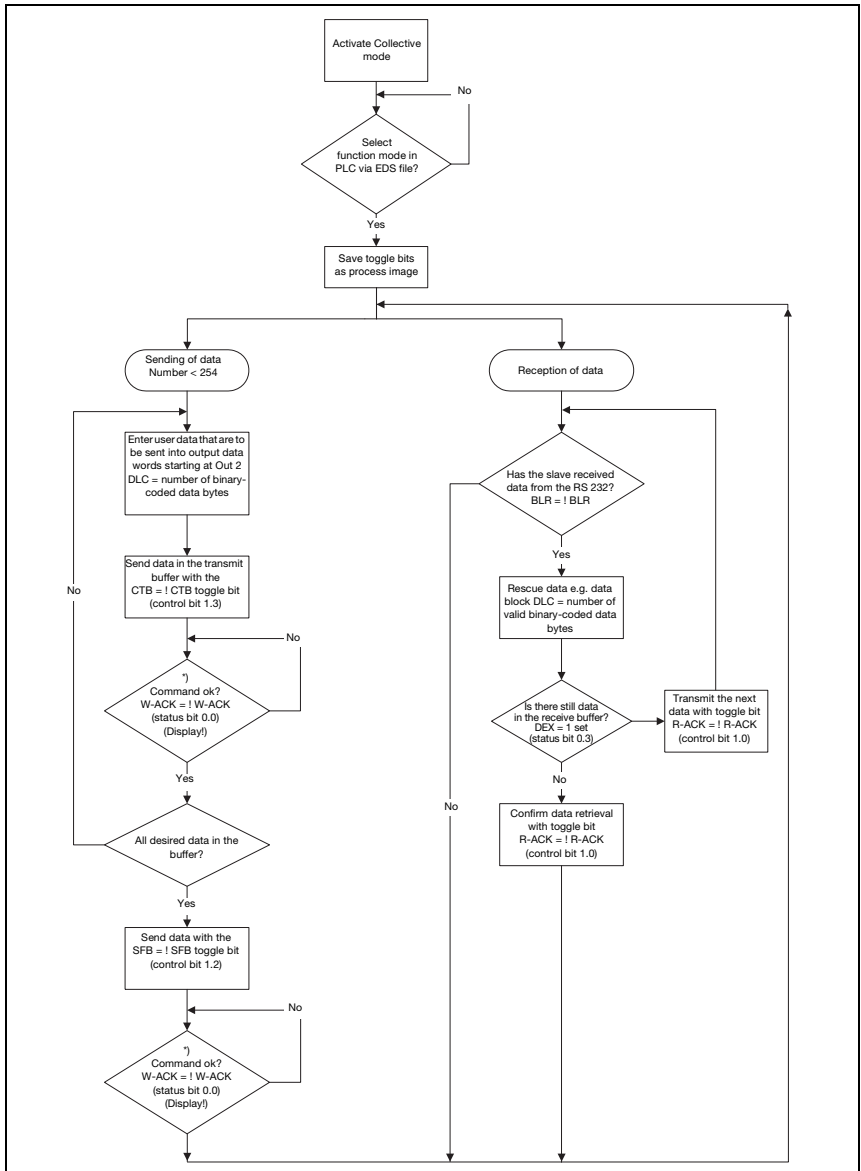 Activate Collective
mode
No
Select
function mode in
PLC via EDS file?
Yes
Save toggle bits
as process image
Sending of data
Number < 254
Enter user data that are to
be sent into output data
words starting at Out 2
DLC = number of binary-
coded data bytes
Send data in the transmit
buffer with the
CTB = ! CTB toggle bit
(control bit 1.3)
No
No
*)
Command ok?
W-ACK = ! W-ACK
(status bit 0.0)
(Display!)
Yes
All desired data in the
buffer?
Yes
Send data with the
SFB = ! SFB toggle bit
(control bit 1.2)
No
*)
Command ok?
W-ACK = ! W-ACK
(status bit 0.0)
(Display!)
Reception of data
Has the slave received
data from the RS 232?
BLR = ! BLR
Yes
Rescue data e.g. data
block DLC = number of
valid binary-coded data
bytes
Is there still data
in the receive buffer?
DEX = 1 set
(status bit 0.3)
Transmit the next
data with toggle bit
R-ACK = ! R-ACK
(control bit 1.0)
No
No
Confirm data retrieval
with toggle bit
R-ACK = ! R-ACK
(control bit 1.0)